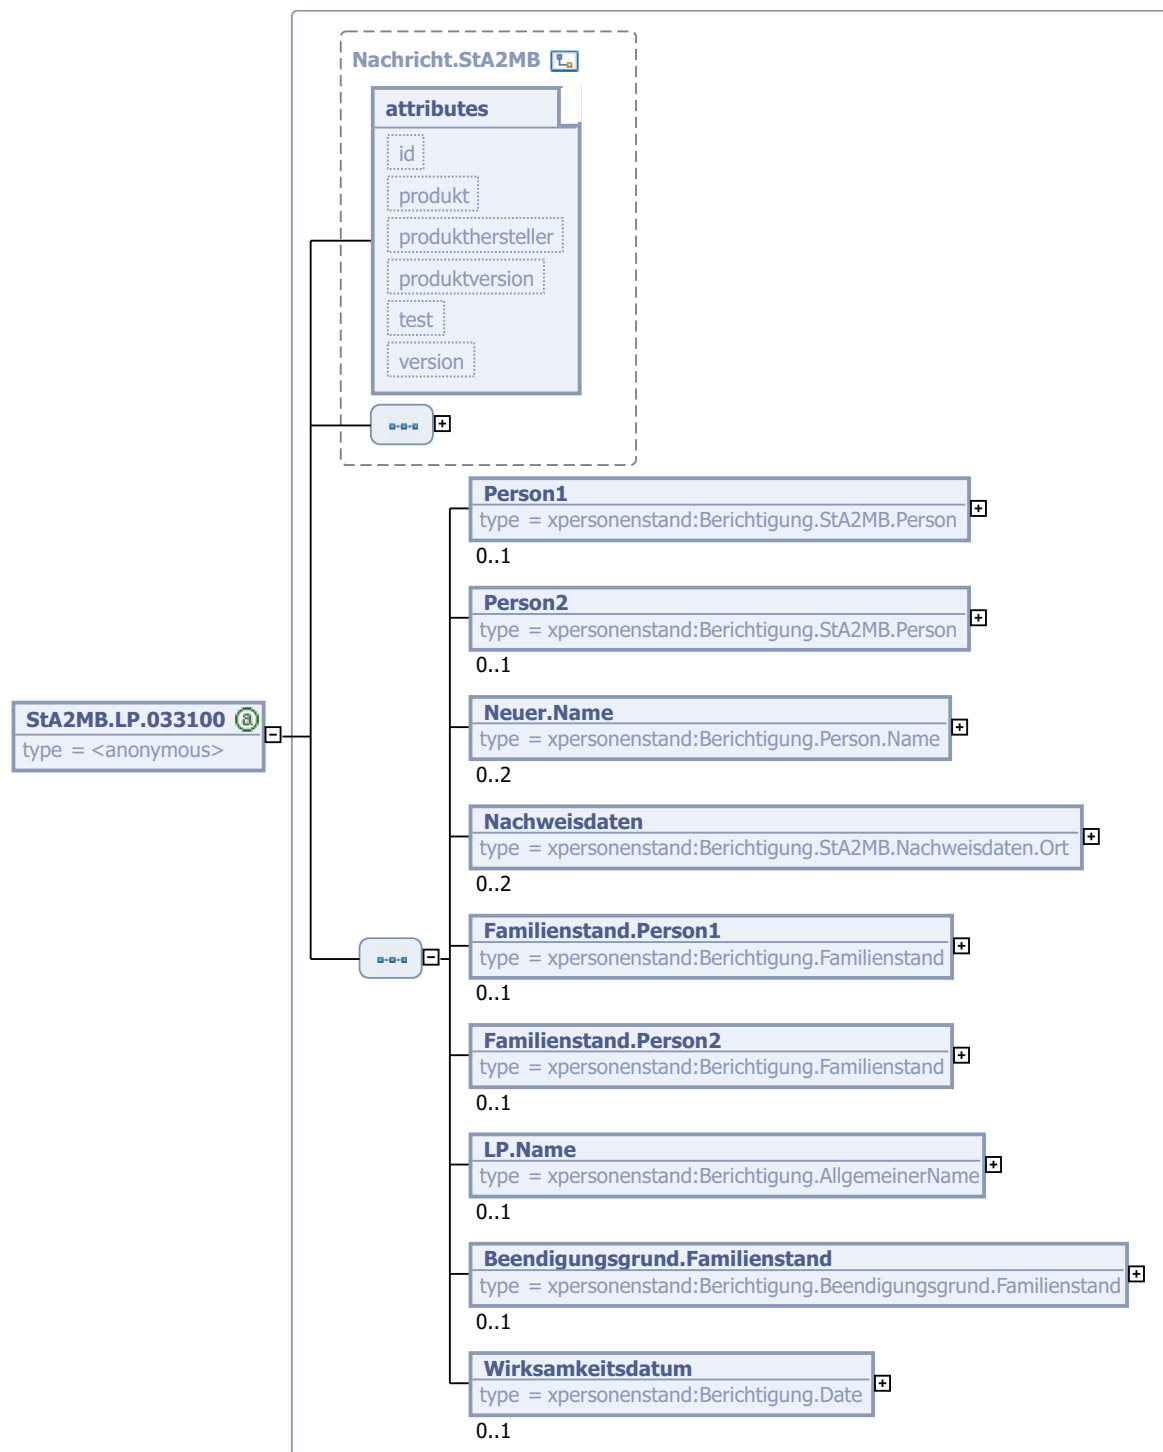 Nachricht.StA2MB
attributes
id
produkt
produkthersteller
produktversion
test
version
Person1
type = xpersonenstand:Berichtigung.StA2MB.Person
0..1
Person2
type = xpersonenstand:Berichtigung.StA2MB.Person
0..1
StA2MB.LP.033100 @
type = <anonymous>
Neuer.Name
type = xpersonenstand:Berichtigung.Person.Name
0..2
Nachweisdaten
type = xpersonenstand:Berichtigung.StA2MB.Nachweisdaten.Ort
0..2
Familienstand.Person1
type = xpersonenstand:Berichtigung.Familienstand
0..1
Familienstand.Person2
type = xpersonenstand:Berichtigung.Familienstand
0..1
LP.Name
type = xpersonenstand:Berichtigung.AllgemeinerName
0..1
Beendigungsgrund.Familienstand
type = xpersonenstand:Berichtigung.Beendigungsgrund.Familienstand
0..1
Wirksamkeitsdatum
type = xpersonenstand:Berichtigung.Date
0..1